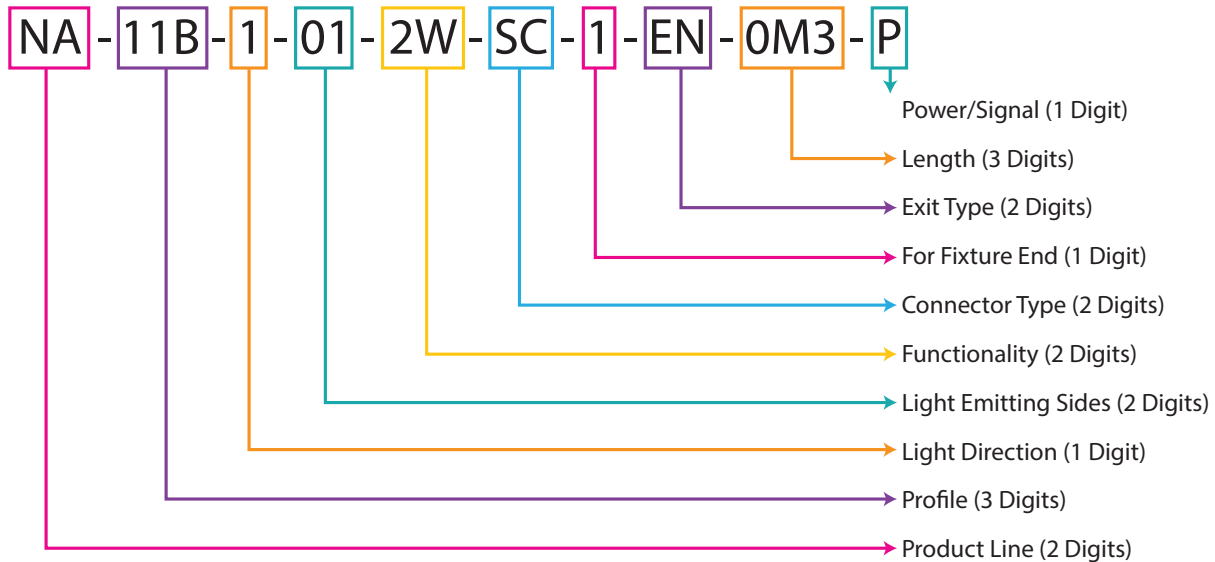 NA-11B-1-01-2W-SC-1-EN-0M3-P
Power/Signal (1 Digit)
Length (3 Digits)
Exit Type (2 Digits)
For Fixture End (1 Digit)
Connector Type (2 Digits)
Functionality (2 Digits)
Light Emitting Sides (2 Digits)
Light Direction (1 Digit)
Profile (3 Digits)
Product Line (2 Digits)